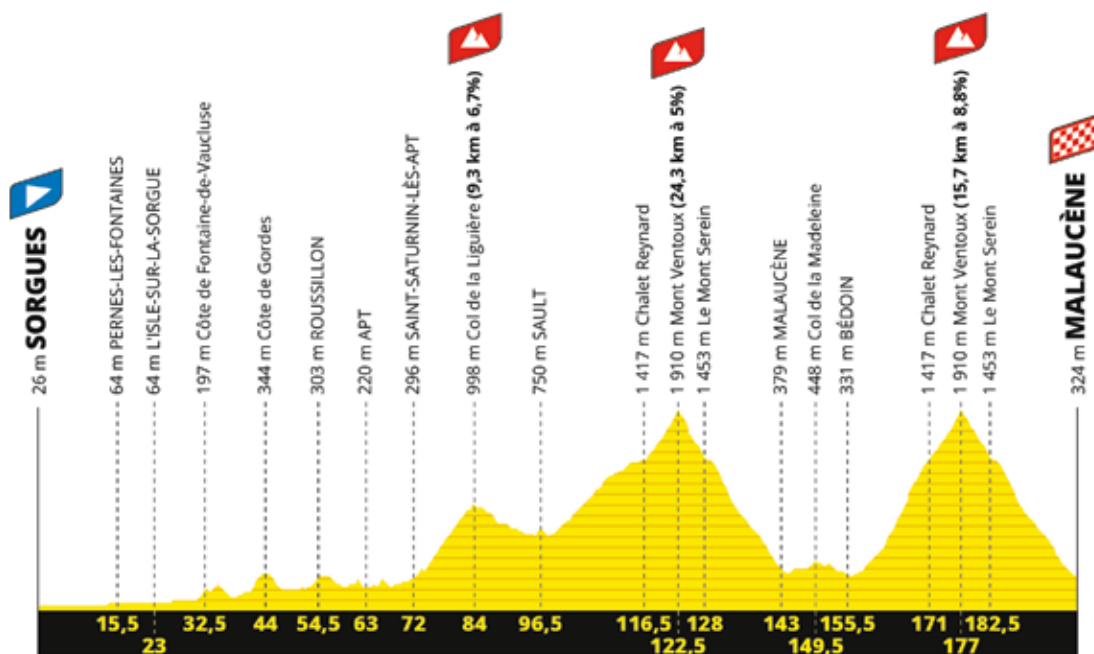 26 m SORGUES
64 m PERNES-LES-FONTAINES
64 m L'ISLE-SUR-LA-SORGUE
197 m Côte de Fontaine-de-Vaucluse
344 m Côte de Gordes
303 m ROUSSILLON
220 m APT
296 m SAINT-SATURNIN-LÈS-APT
998 m Col de la Liguière (9,3 km à 6,7%)
750 m SAULT
1 417 m Chalet Reynard
1 910 m Mont Ventoux (24,3 km à 5%)
1 453 m Le Mont Serein
379 m MALAUCÈNE
448 m Col de la Madeleine
331 m BÉDOIN
1 417 m Chalet Reynard
1 910 m Mont Ventoux (15,7 km à 8,8%)
1 453 m Le Mont Serein
324 m MALAUCÈNE
15,5 32,5 44 54,5 63 72 84 96,5 116,5 128 143 155,5 171 182,5
23 122,5 149,5 177